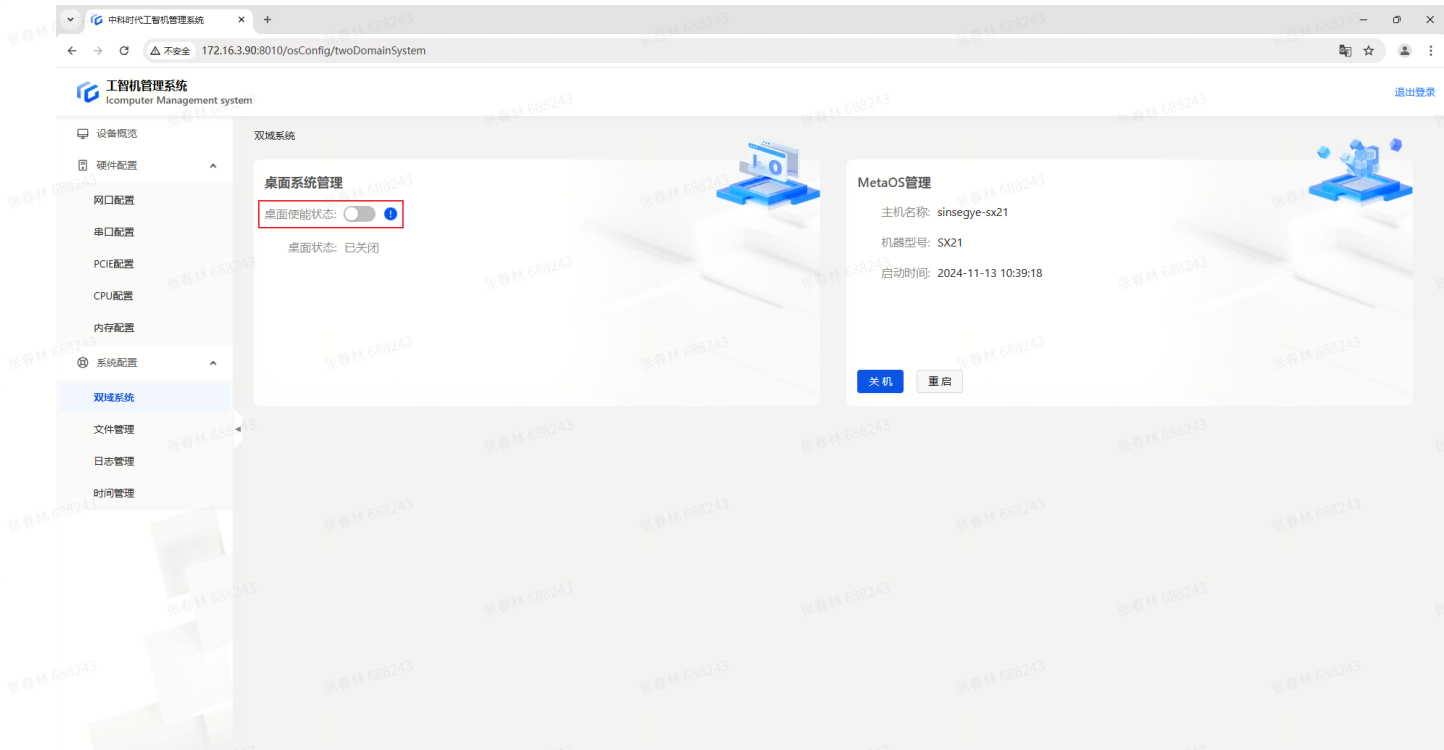 中科时代工智机管理系统
不安全 172.16.3.90:8010/osConfig/twoDomainSystem
工智机管理系统
Icomputer Management system
退出登录
设备概览
硬件配置
网口配置
串口配置
PCIE配置
CPU配置
内存配置
系统配置
双域系统
文件管理
日志管理
时间管理
双域系统
桌面系统管理
桌面使能状态:
桌面状态: 已关闭
MetaOS管理
主机名称: sinsegye-sx21
机器型号: SX21
启动时间: 2024-11-13 10:39:18
关 机
重 启
张春林 688243